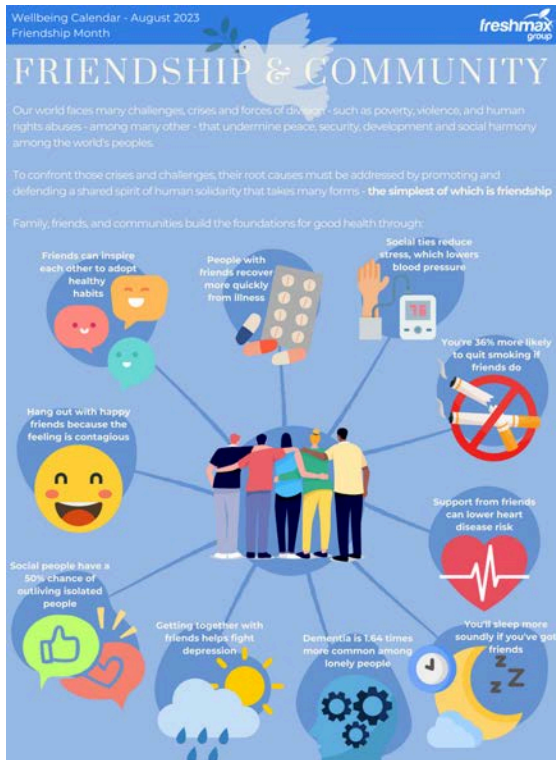 Wellbeing Calendar - August 2023
Friendship Month
freshmax
group
FRIENDSHIP & COMMUNITY
Our world faces many challenges, crises and forces of division - such as poverty, violence, and human
rights abuses - among many other - that undermine peace, security, development and social harmony
among the world's peoples.
To confront those crises and challenges, their root causes must be addressed by promoting and
defending a shared spirit of human solidarity that takes many forms - the simplest of which is friendship
Family, friends, and communities build the foundations for good health through:
Friends can inspire
each other to adopt
healthy
habits
People with
friends recover
more quickly
from illness
Social ties reduce
stress, which lowers
blood pressure
78
You're 36% more likely
to quit smoking if
friends do
Hang out with happy
friends because the
feeling is contagious
Support from friends
can lower heart
disease risk
Social people have a
50% chance of
outliving isolated
people
Getting together with
friends helps fight
depression
Dementia is 1.64 times
more common among
lonely people
You'll sleep more
soundly if you've got
friends
z z Z
z